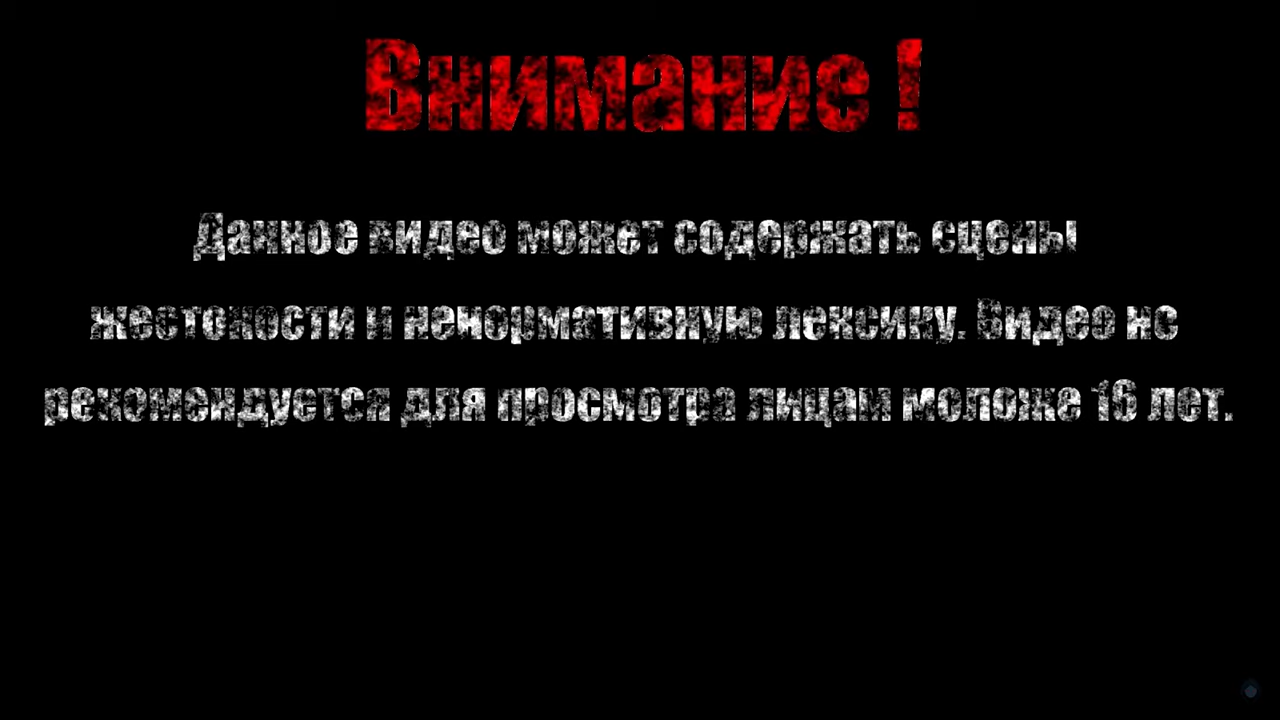 Внимание !
Данное видео может содержать сцены
жестокости и ненормативную лексику. Видео не
рекомендуется для просмотра лицам моложе 16 лет.